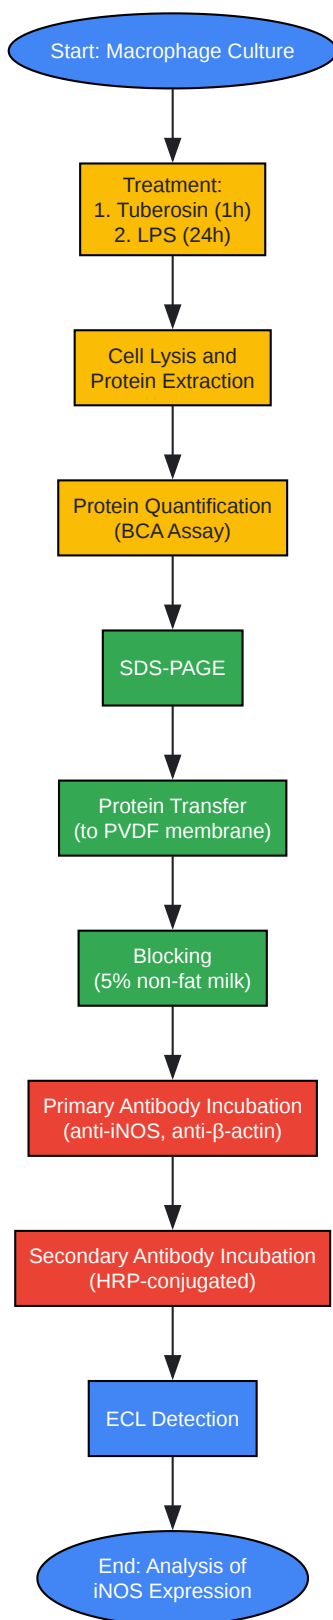 Start: Macrophage Culture
Treatment:
1. Tuberosin (1h)
2. LPS (24h)
Cell Lysis and
Protein Extraction
Protein Quantification
(BCA Assay)
SDS-PAGE
Protein Transfer
(to PVDF membrane)
Blocking
(5% non-fat milk)
Primary Antibody Incubation
(anti-iNOS, anti-β-actin)
Secondary Antibody Incubation
(HRP-conjugated)
ECL Detection
End: Analysis of
iNOS Expression